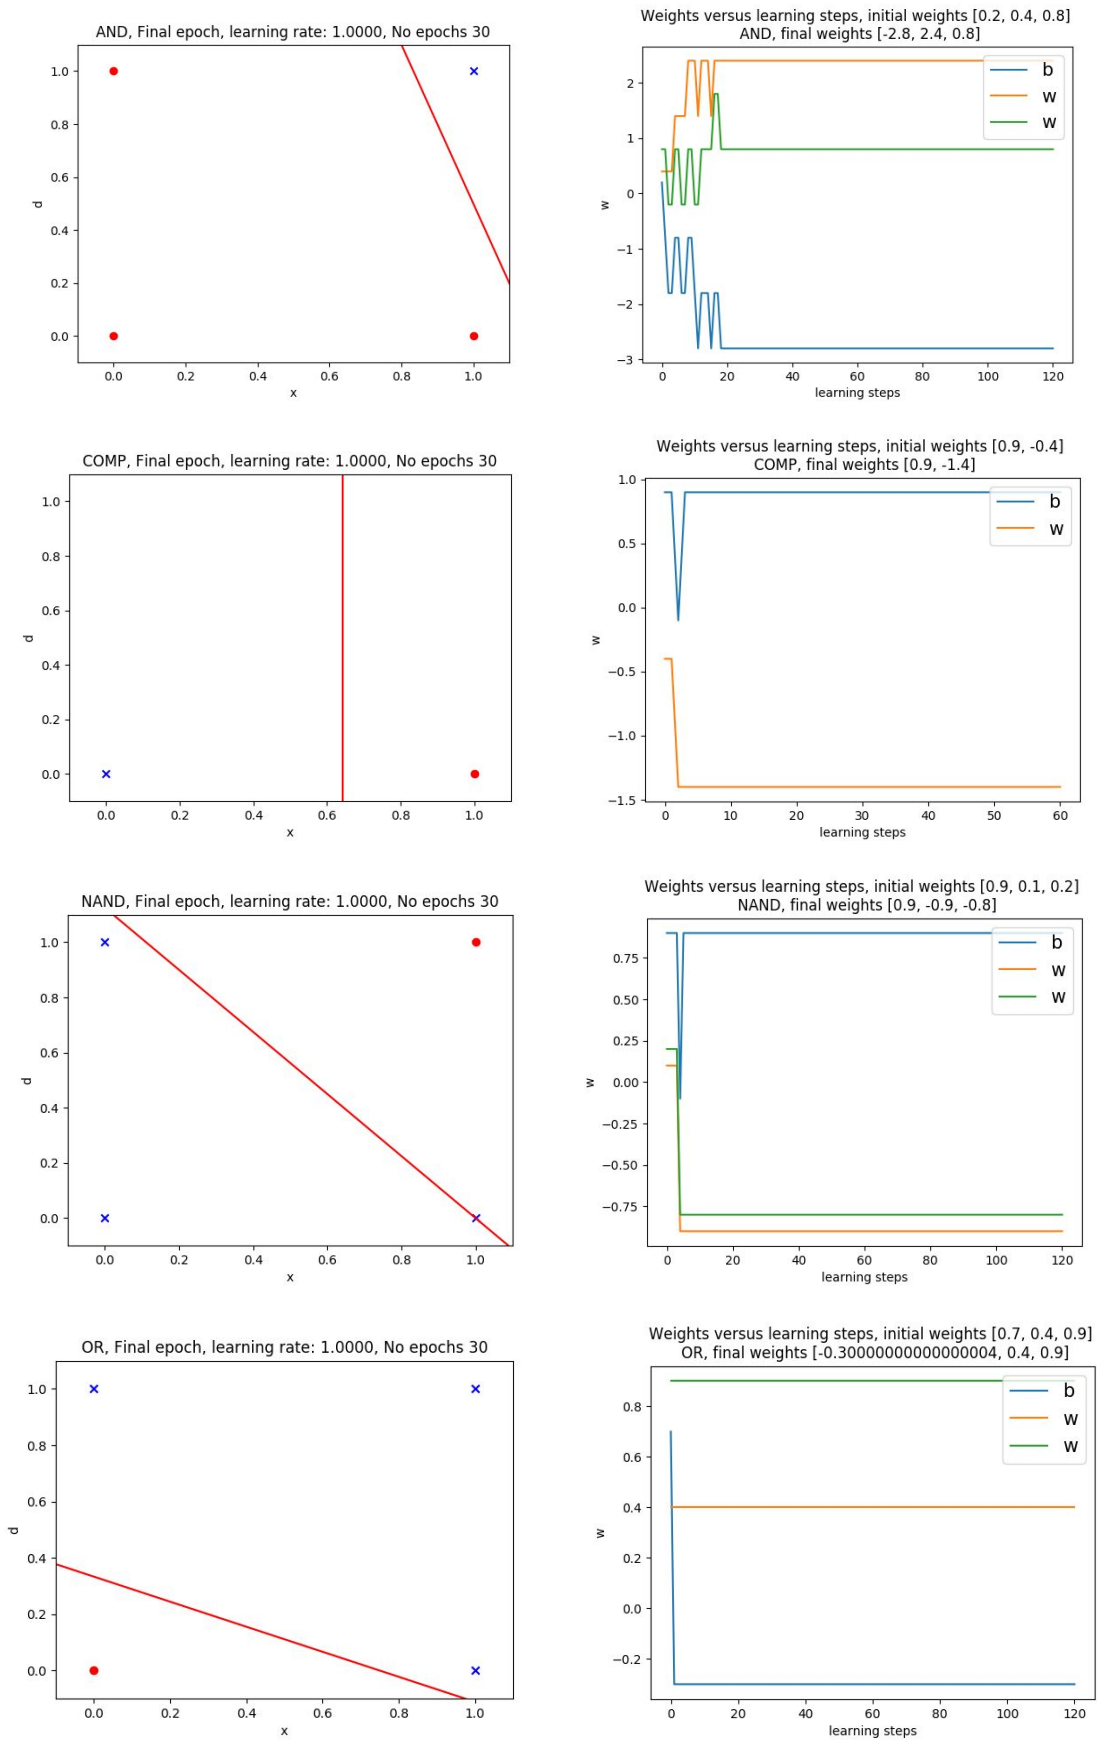 AND, Final epoch, learning rate: 1.0000, No epochs 30
1.0
0.8
0.6
0.4
0.2
0.0
d
0.0 0.2 0.4 0.6 0.8 1.0
x
Weights versus learning steps, initial weights [0.2, 0.4, 0.8]
AND, final weights [-2.8, 2.4, 0.8]
b
w
w
2
1
0
−1
−2
−3
w
0 20 40 60 80 100 120
learning steps
COMP, Final epoch, learning rate: 1.0000, No epochs 30
1.0
0.8
0.6
0.4
0.2
0.0
d
0.0 0.2 0.4 0.6 0.8 1.0
x
Weights versus learning steps, initial weights [0.9, -0.4]
COMP, final weights [0.9, -1.4]
b
w
1.0
0.5
0.0
−0.5
−1.0
−1.5
w
0 10 20 30 40 50 60
learning steps
NAND, Final epoch, learning rate: 1.0000, No epochs 30
1.0
0.8
0.6
0.4
0.2
0.0
d
0.0 0.2 0.4 0.6 0.8 1.0
x
Weights versus learning steps, initial weights [0.9, 0.1, 0.2]
NAND, final weights [0.9, -0.9, -0.8]
b
w
w
0.75
0.50
0.25
0.00
−0.25
−0.50
−0.75
w
0 20 40 60 80 100 120
learning steps
OR, Final epoch, learning rate: 1.0000, No epochs 30
1.0
0.8
0.6
0.4
0.2
0.0
d
0.0 0.2 0.4 0.6 0.8 1.0
x
Weights versus learning steps, initial weights [0.7, 0.4, 0.9]
OR, final weights [-0.30000000000000004, 0.4, 0.9]
b
w
w
0.8
0.6
0.4
0.2
0.0
−0.2
w
0 20 40 60 80 100 120
learning steps